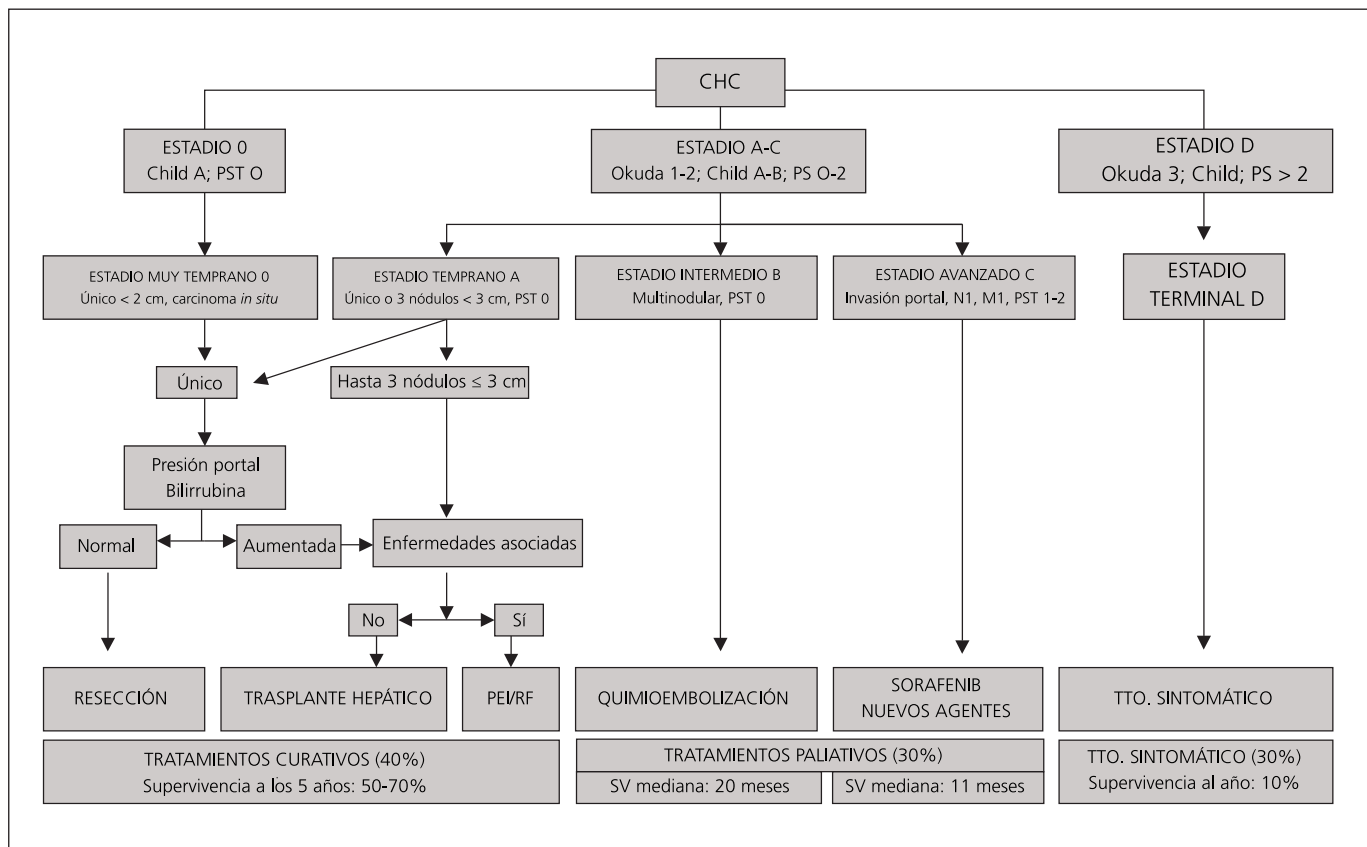 CHC
ESTADIO 0
Child A; PST O
ESTADIO A-C
Okuda 1-2; Child A-B; PS O-2
ESTADIO D
Okuda 3; Child; PS > 2
ESTADIO MUY TEMPRANO 0
Único < 2 cm, carcinoma in situ
ESTADIO TEMPRANO A
Único o 3 nódulos < 3 cm, PST 0
ESTADIO INTERMEDIO B
Multinodular, PST 0
ESTADIO AVANZADO C
Invasión portal, N1, M1, PST 1-2
ESTADIO
TERMINAL D
Único
Hasta 3 nódulos ≤ 3 cm
Presión portal
Bilirrubina
Normal
Aumentada
Enfermedades asociadas
No
Sí
RESECCIÓN
TRASPLANTE HEPÁTICO
PEI/RF
QUIMIOEMBOLIZACIÓN
SORAFENIB
NUEVOS AGENTES
TTO. SINTOMÁTICO
TRATAMIENTOS CURATIVOS (40%)
Supervivencia a los 5 años: 50-70%
TRATAMIENTOS PALIATIVOS (30%)
SV mediana: 20 meses
SV mediana: 11 meses
TTO. SINTOMÁTICO (30%)
Supervivencia al año: 10%